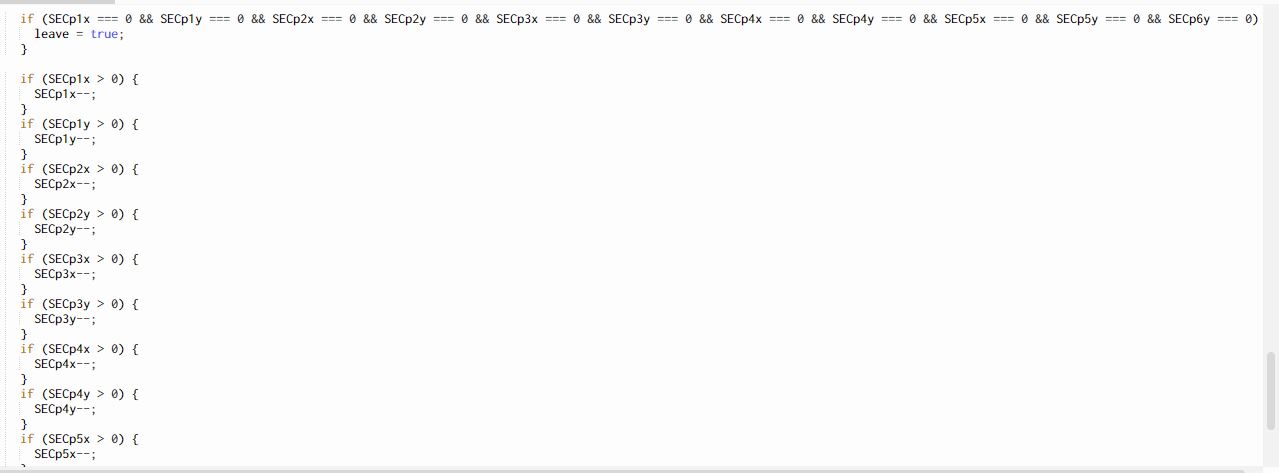 if (SECp1x === 0 && SECp1y === 0 && SECp2x === 0 && SECp2y === 0 && SECp3x === 0 && SECp3y === 0 && SECp4x === 0 && SECp4y === 0 && SECp5x === 0 && SECp5y === 0 && SECp6y === 0)
leave = true;
}
if (SECp1x > 0) {
SECp1x--;
}
if (SECp1y > 0) {
SECp1y--;
}
if (SECp2x > 0) {
SECp2x--;
}
if (SECp2y > 0) {
SECp2y--;
}
if (SECp3x > 0) {
SECp3x--;
}
if (SECp3y > 0) {
SECp3y--;
}
if (SECp4x > 0) {
SECp4x--;
}
if (SECp4y > 0) {
SECp4y--;
}
if (SECp5x > 0) {
SECp5x--;
}